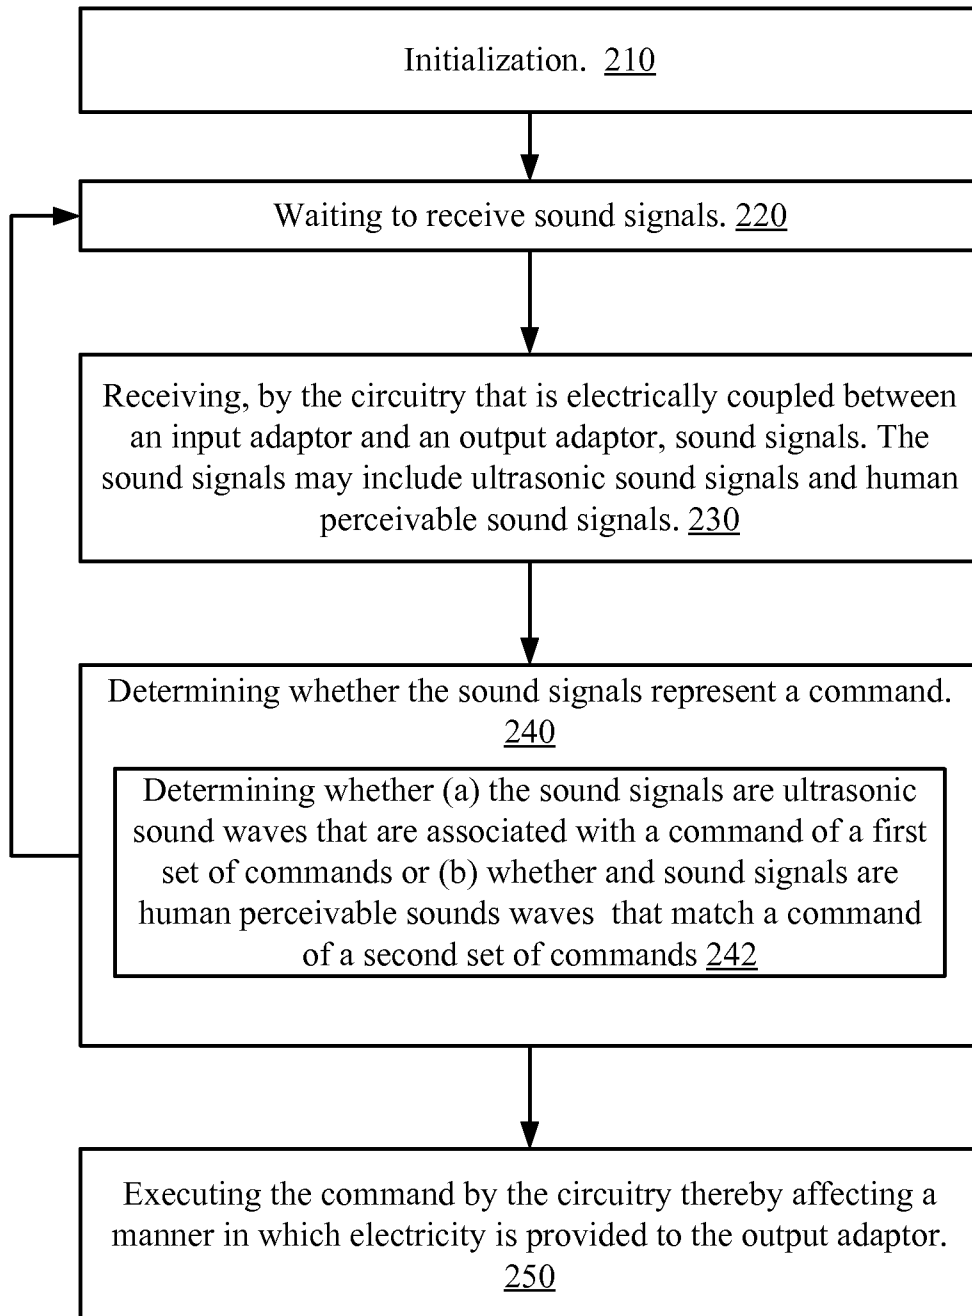 Initialization. 210
Waiting to receive sound signals. 220
Receiving, by the circuitry that is electrically coupled between
an input adaptor and an output adaptor, sound signals. The
sound signals may include ultrasonic sound signals and human
perceivable sound signals. 230
Determining whether the sound signals represent a command.
240
Determining whether (a) the sound signals are ultrasonic
sound waves that are associated with a command of a first
set of commands or (b) whether and sound signals are
human perceivable sounds waves  that match a command
of a second set of commands 242
Executing the command by the circuitry thereby affecting a
manner in which electricity is provided to the output adaptor.
250